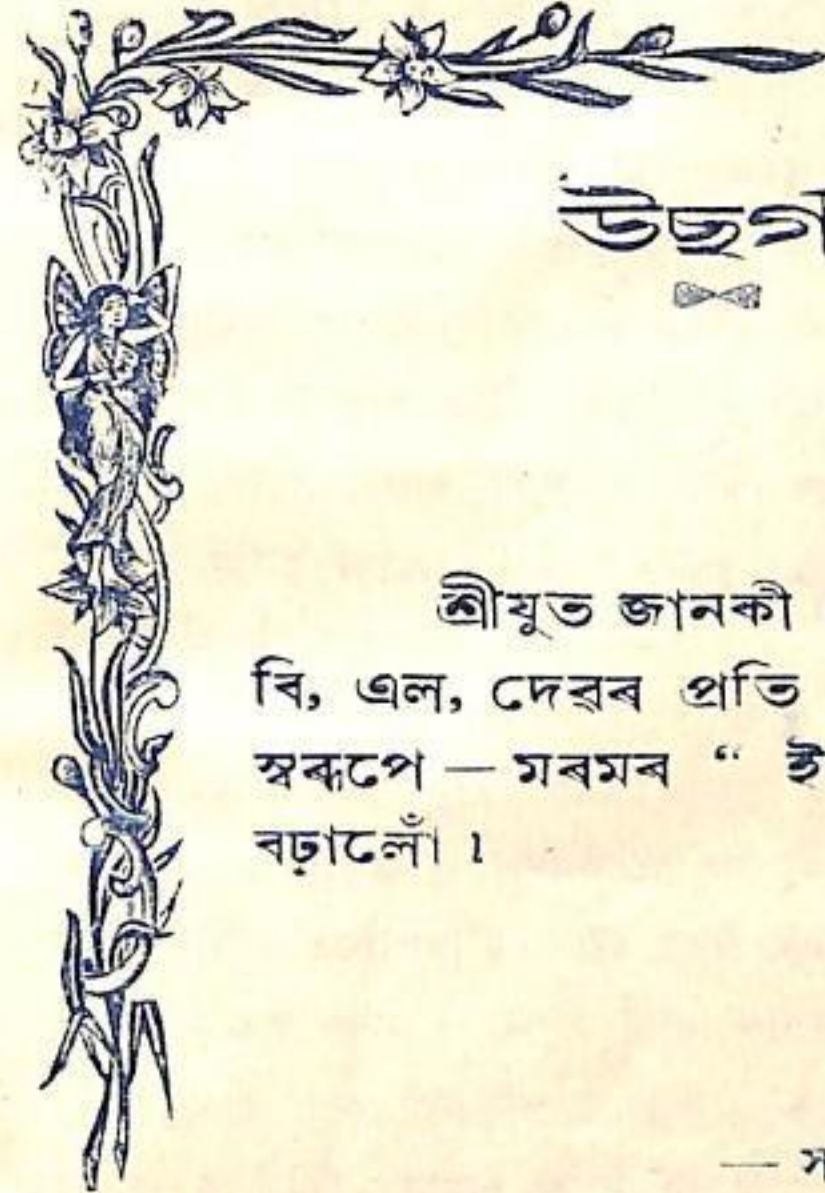 উছৰ্গ
শ্ৰীযুত জানকী
বি, এল, দেৱৰ প্ৰতি
স্বৰূপে — মৰমৰ “ ই
বঢ়ালোঁ ।
— স